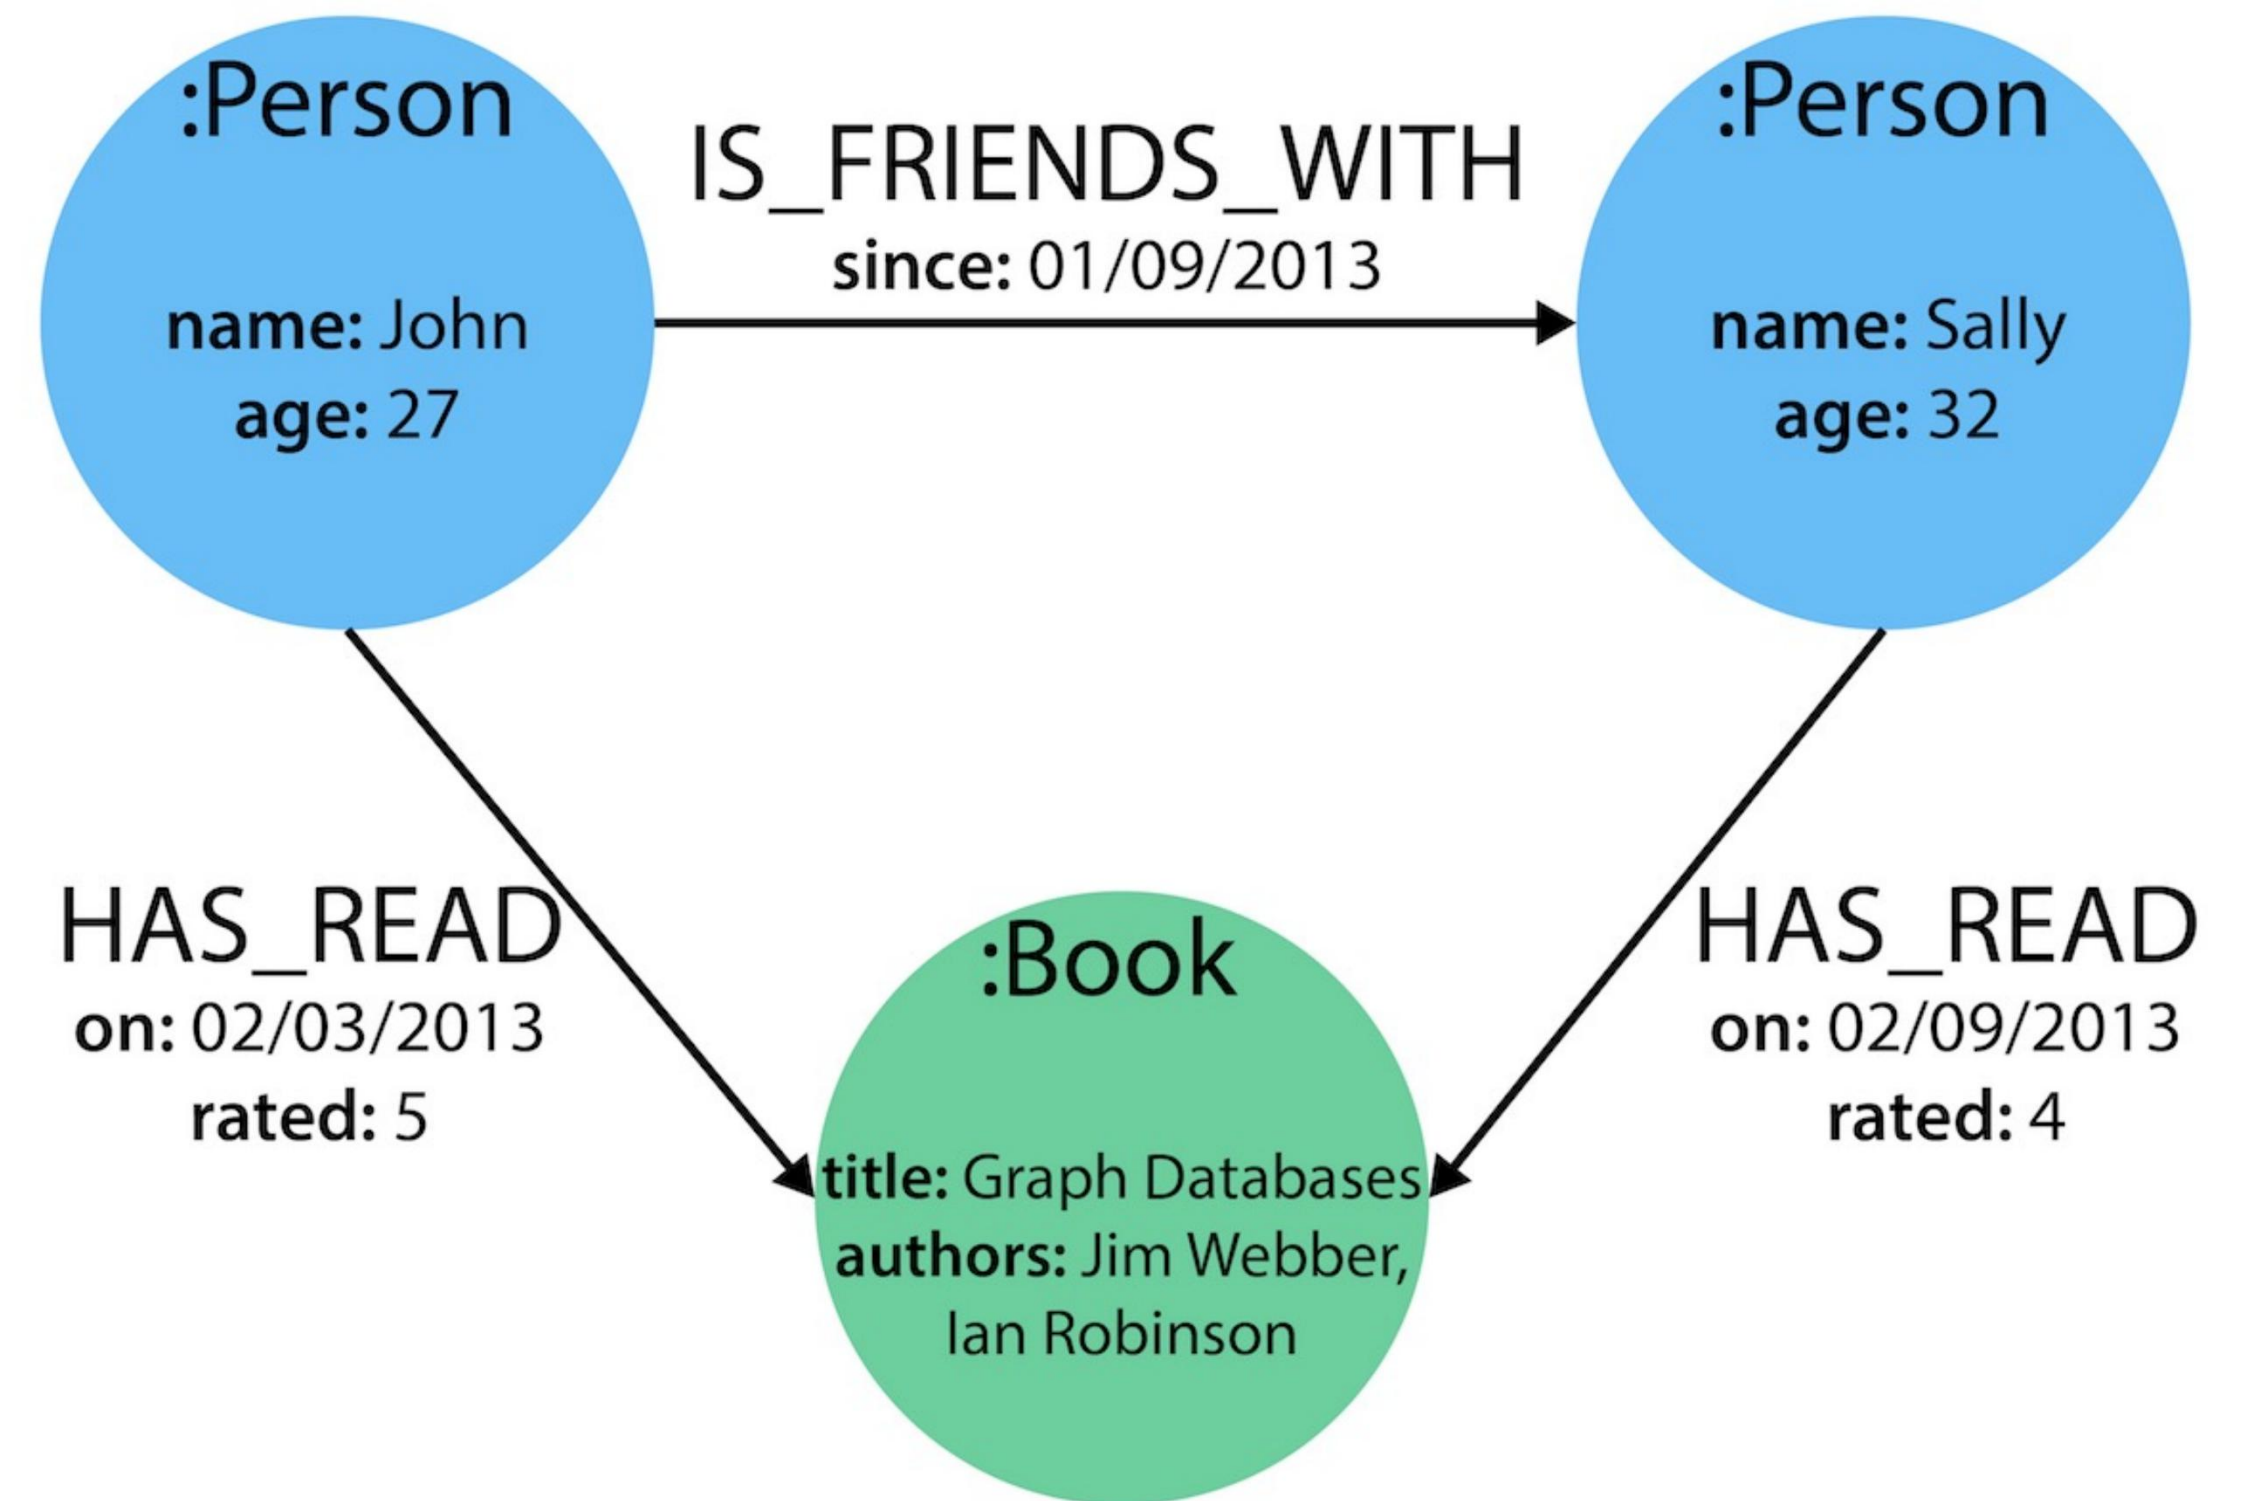 :Person
name: John
age: 27
IS_FRIENDS_WITH
since: 01/09/2013
:Person
name: Sally
age: 32
HAS_READ
on: 02/03/2013
rated: 5
:Book
title: Graph Databases
authors: Jim Webber,
Ian Robinson
HAS_READ
on: 02/09/2013
rated: 4